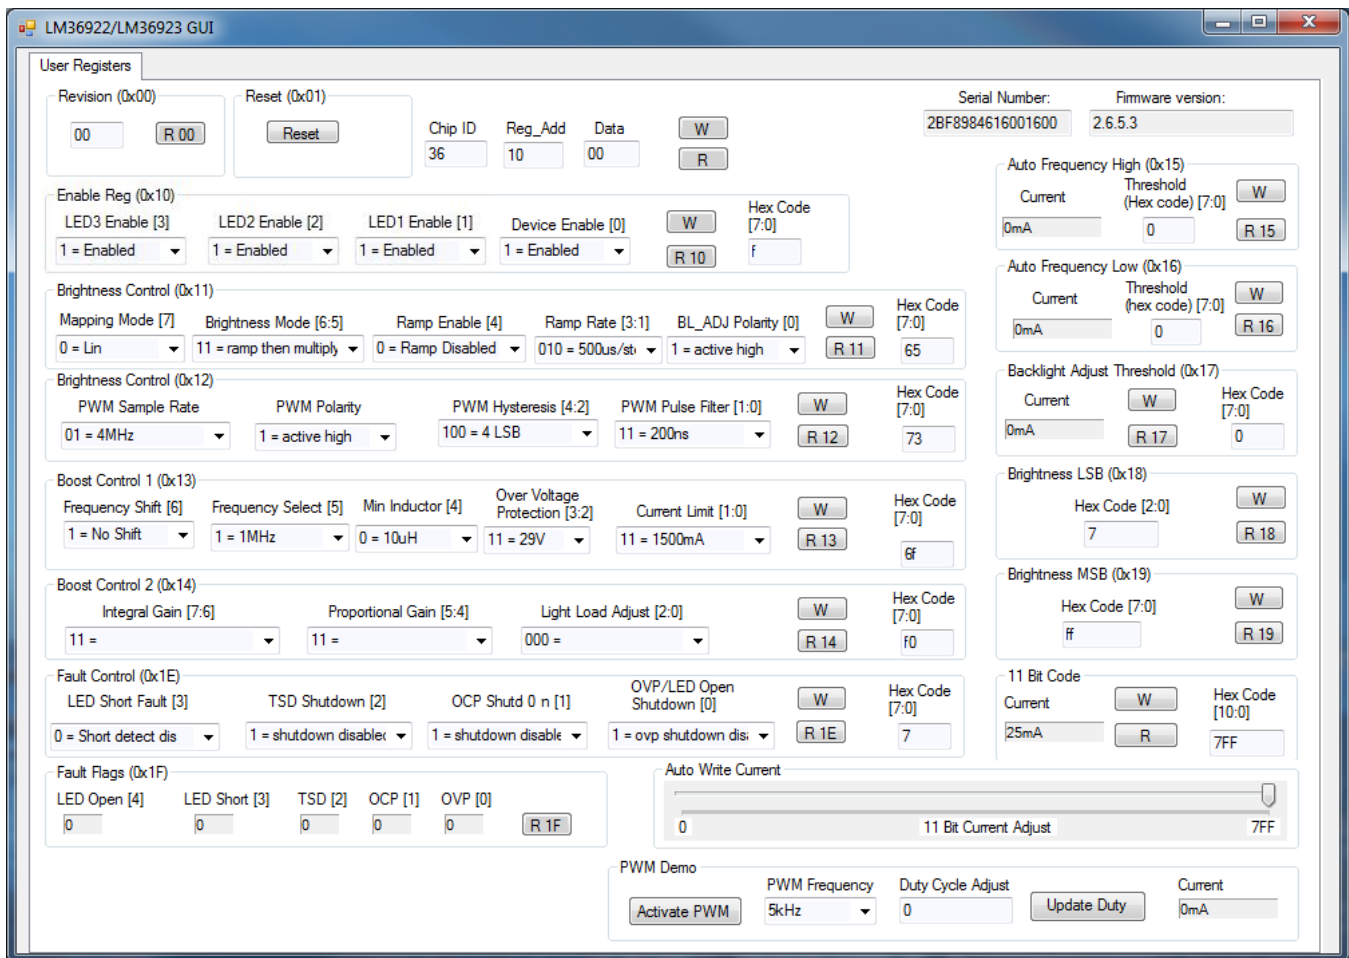 LM36922/LM36923 GUI
User Registers
Revision (0x00)
00
R 00
Reset (0x01)
Reset
Chip ID
36
Reg_Add
10
Data
00
W
R
Serial Number:
2BF8984616001600
Firmware version:
2.6.5.3
Enable Reg (0x10)
LED3 Enable [3]
1 = Enabled
LED2 Enable [2]
1 = Enabled
LED1 Enable [1]
1 = Enabled
Device Enable [0]
1 = Enabled
W
R 10
Hex Code
[7:0]
f
Brightness Control (0x11)
Mapping Mode [7]
0 = Lin
Brightness Mode [6:5]
11 = ramp then multiply
Ramp Enable [4]
0 = Ramp Disabled
Ramp Rate [3:1]
010 = 500us/st
BL_ADJ Polarity [0]
1 = active high
W
R 11
Hex Code
[7:0]
65
Brightness Control (0x12)
PWM Sample Rate
01 = 4MHz
PWM Polarity
1 = active high
PWM Hysteresis [4:2]
100 = 4 LSB
PWM Pulse Filter [1:0]
11 = 200ns
W
R 12
Hex Code
[7:0]
73
Boost Control 1 (0x13)
Frequency Shift [6]
1 = No Shift
Frequency Select [5]
1 = 1MHz
Min Inductor [4]
0 = 10uH
Over Voltage
Protection [3:2]
11 = 29V
Current Limit [1:0]
11 = 1500mA
W
R 13
Hex Code
[7:0]
6f
Boost Control 2 (0x14)
Integral Gain [7:6]
11 =
Proportional Gain [5:4]
11 =
Light Load Adjust [2:0]
000 =
W
R 14
Hex Code
[7:0]
f0
Fault Control (0x1E)
LED Short Fault [3]
0 = Short detect dis
TSD Shutdown [2]
1 = shutdown disablec
OCP Shutd 0 n [1]
1 = shutdown disable
OVP/LED Open
Shutdown [0]
1 = ovp shutdown dis
W
R 1E
Hex Code
[7:0]
7
Fault Flags (0x1F)
LED Open [4]
0
LED Short [3]
0
TSD [2]
0
OCP [1]
0
OVP [0]
0
R 1F
Auto Frequency High (0x15)
Current
0mA
Threshold
(Hex code) [7:0]
0
W
R 15
Auto Frequency Low (0x16)
Current
0mA
Threshold
(hex code) [7:0]
0
W
R 16
Backlight Adjust Threshold (0x17)
Current
0mA
W
R 17
Hex Code
[7:0]
0
Brightness LSB (0x18)
Hex Code [2:0]
7
W
R 18
Brightness MSB (0x19)
Hex Code [7:0]
ff
W
R 19
11 Bit Code
Current
25mA
W
R
Hex Code
[10:0]
7FF
Auto Write Current
0
11 Bit Current Adjust
7FF
PWM Demo
Activate PWM
PWM Frequency
5kHz
Duty Cycle Adjust
0
Update Duty
Current
0mA